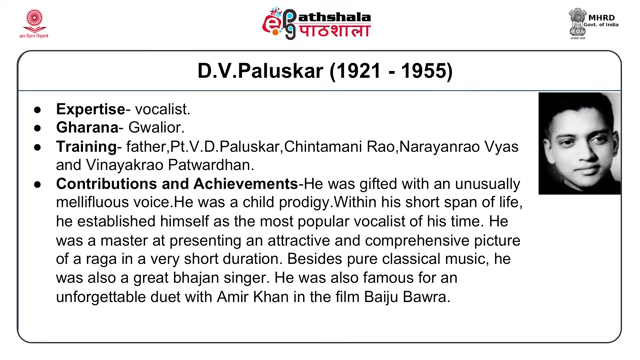 ज्ञान-विज्ञान विमुक्तये
ePathshala
पाठशाला
MHRD
Govt. of India
D.V.Paluskar (1921 - 1955)
● Expertise- vocalist.
● Gharana- Gwalior.
● Training- father,Pt.V.D.Paluskar,Chintamani Rao,Narayanrao Vyas
and Vinayakrao Patwardhan.
● Contributions and Achievements-He was gifted with an unusually
mellifluous voice.He was a child prodigy.Within his short span of life,
he established himself as the most popular vocalist of his time. He
was a master at presenting an attractive and comprehensive picture
of a raga in a very short duration. Besides pure classical music, he
was also a great bhajan singer. He was also famous for an
unforgettable duet with Amir Khan in the film Baiju Bawra.